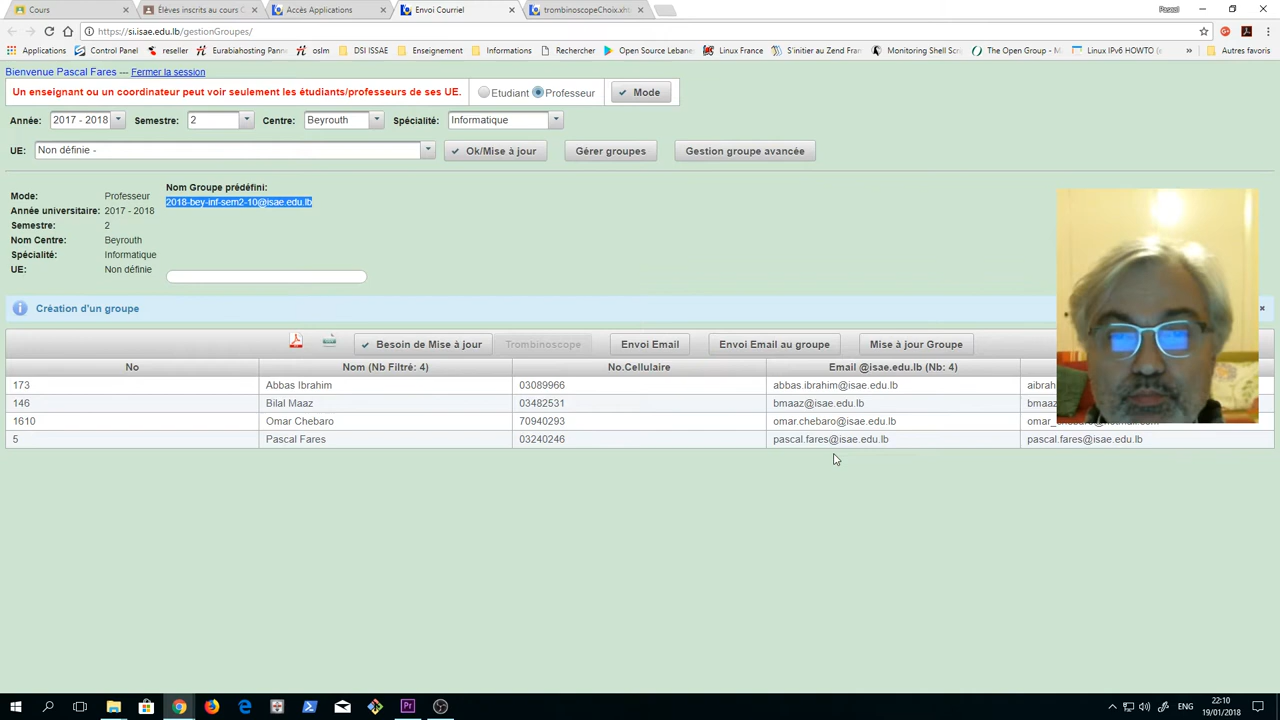 Cours
Élèves inscrits au cours C
Accès Applications
Envoi Courriel
trombinoscopeChoix.xht
Pascal
https://si.isae.edu.lb/gestionGroupes/
Applications
Control Panel
reseller
Eurabiahosting Pangea
oslm
DSI ISSAE
Enseignement
Informations
Rechercher
Open Source Lebanes
Linux France
S'initier au Zend Fram
Monitoring Shell Scri
The Open Group - M
Linux IPv6 HOWTO (e
»
Autres favoris
Bienvenue Pascal Fares --- Fermer la session
Un enseignant ou un coordinateur peut voir seulement les étudiants/professeurs de ses UE.
Etudiant
Professeur
Mode
Année: 2017 - 2018
Semestre: 2
Centre: Beyrouth
Spécialité: Informatique
UE: Non définie -
Ok/Mise à jour
Gérer groupes
Gestion groupe avancée
Nom Groupe prédéfini:
Mode: Professeur
2018-bey-inf-sem2-10@isae.edu.lb
Année universitaire: 2017 - 2018
Semestre: 2
Nom Centre: Beyrouth
Spécialité: Informatique
UE: Non définie
Création d'un groupe
Besoin de Mise à jour
Trombinoscope
Envoi Email
Envoi Email au groupe
Mise à jour Groupe
No
Nom (Nb Filtré: 4)
No.Cellulaire
Email @isae.edu.lb (Nb: 4)
173 Abbas Ibrahim 03089966 abbas.ibrahim@isae.edu.lb aibrah
146 Bilal Maaz 03482531 bmaaz@isae.edu.lb bmaaz
1610 Omar Chebaro 70940293 omar.chebaro@isae.edu.lb
5 Pascal Fares 03240246 pascal.fares@isae.edu.lb pascal.fares@isae.edu.lb
ENG
22:10
19/01/2018